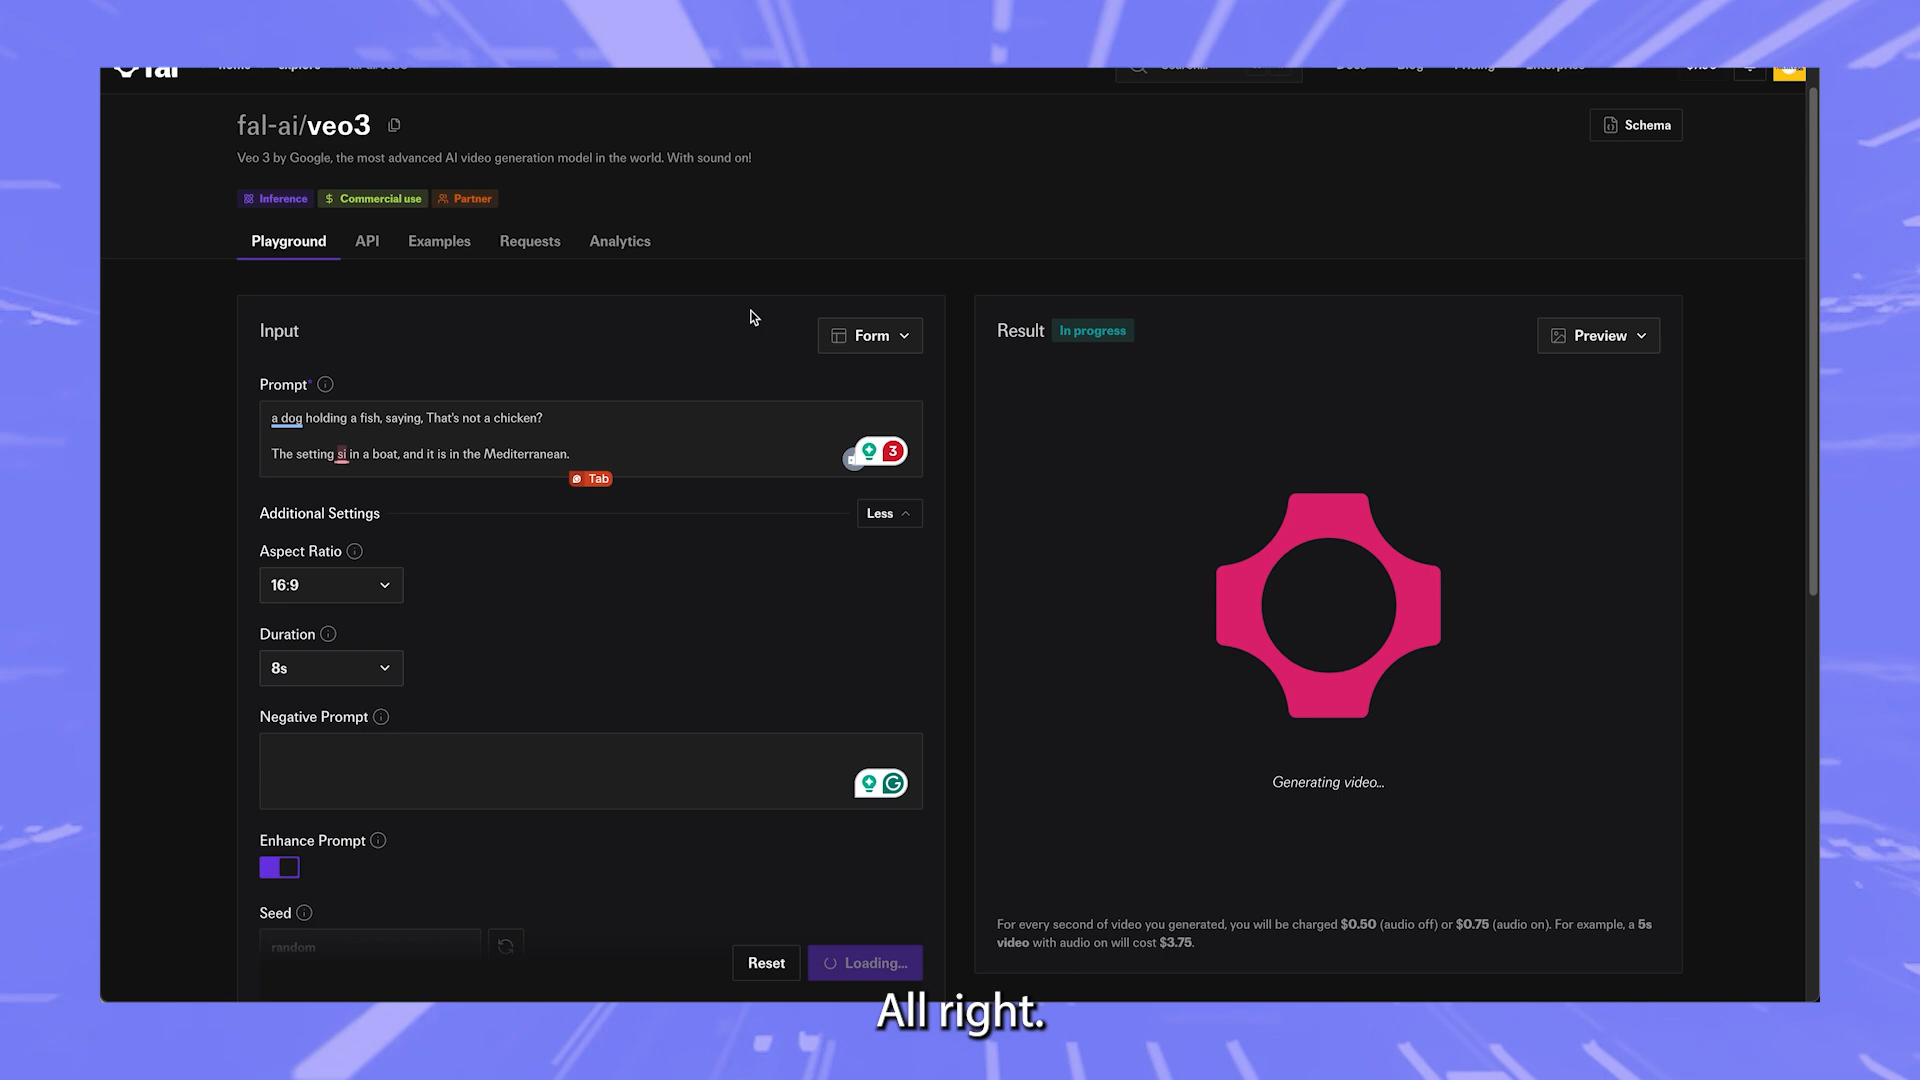 fal-ai/veo3
Schema
Veo 3 by Google, the most advanced AI video generation model in the world. With sound on!
Inference
Commercial use
Partner
Playground
API
Examples
Requests
Analytics
Input
Form
Prompt*
a dog holding a fish, saying, That's not a chicken?
The setting si in a boat, and it is in the Mediterranean.
3
Tab
Additional Settings
Less
Aspect Ratio
16:9
Duration
8s
Negative Prompt
Enhance Prompt
Seed
random
Reset
Loading...
Result
In progress
Preview
Generating video...
For every second of video you generated, you will be charged $0.50 (audio off) or $0.75 (audio on). For example, a 5s
video with audio on will cost $3.75.
All right.